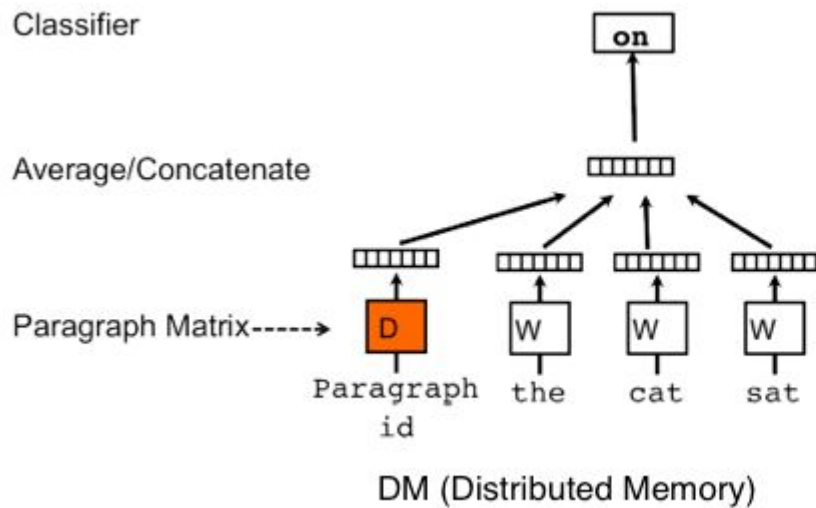 Classifier
on
Average/Concatenate
Paragraph Matrix
D
W
W
W
Paragraph
id
the
cat
sat
DM (Distributed Memory)